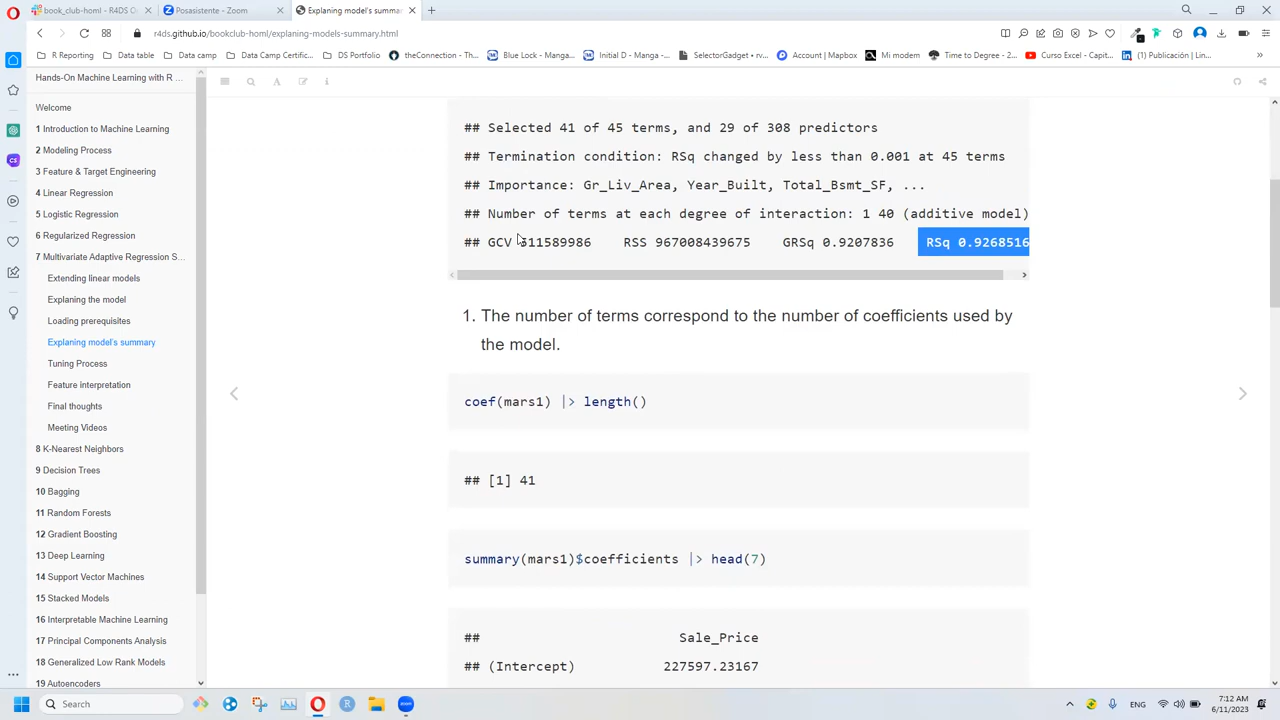 book_club-homl - R4DS O
Posasistente - Zoom
Explaning model's summa
r4ds.github.io/bookclub-homl/explaning-models-summary.html
R Reporting
Data table
Data camp
Data Camp Certific...
DS Portfolio
theConnection - Th...
Blue Lock - Manga -...
Initial D - Manga -...
SelectorGadget • rv...
Account | Mapbox
Mi modem
Time to Degree - 2...
Curso Excel - Capit...
(1) Publicación | Lin...
Hands-On Machine Learning with R ...
Welcome
1 Introduction to Machine Learning
2 Modeling Process
3 Feature & Target Engineering
4 Linear Regression
5 Logistic Regression
6 Regularized Regression
7 Multivariate Adaptive Regression S...
Extending linear models
Explaning the model
Loading prerequisites
Explaning model's summary
Tuning Process
Feature interpretation
Final thoughts
Meeting Videos
8 K-Nearest Neighbors
9 Decision Trees
10 Bagging
11 Random Forests
12 Gradient Boosting
13 Deep Learning
14 Support Vector Machines
15 Stacked Models
16 Interpretable Machine Learning
17 Principal Components Analysis
18 Generalized Low Rank Models
19 Autoencoders
## Selected 41 of 45 terms, and 29 of 308 predictors
## Termination condition: RSq changed by less than 0.001 at 45 terms
## Importance: Gr_Liv_Area, Year_Built, Total_Bsmt_SF, ...
## Number of terms at each degree of interaction: 1 40 (additive model)
## GCV 511589986 RSS 967008439675 GRSq 0.9207836 RSq 0.9268516
1. The number of terms correspond to the number of coefficients used by
the model.
coef(mars1) |> length()
## [1] 41
summary(mars1)$coefficients |> head(7)
## Sale_Price
## (Intercept) 227597.23167
Search
ENG
7:12 AM
6/11/2023